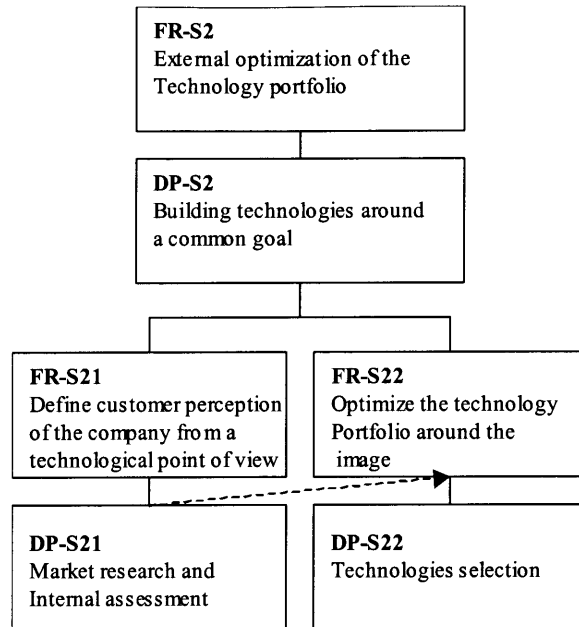 FR-S2
External optimization of the
Technology portfolio
DP-S2
Building technologies around
a common goal
FR-S21
Define customer perception
of the company from a
technological point of view
FR-S22
Optimize the technology
Portfolio around the
image
DP-S21
Market research and
Internal assessment
DP-S22
Technologies selection